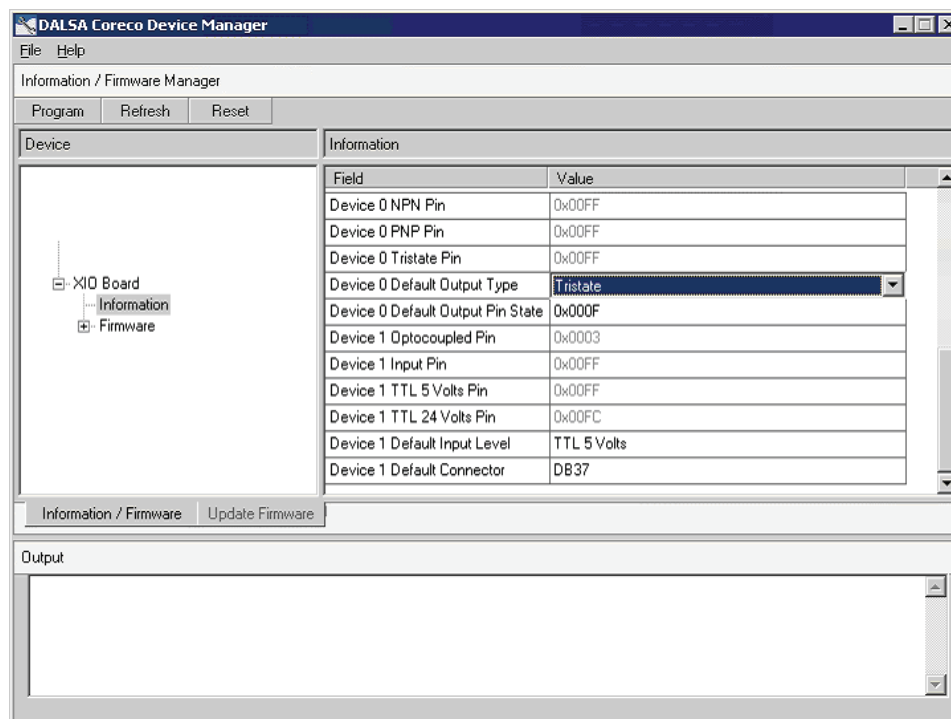 DALSA Coreco Device Manager
File Help
Information / Firmware Manager
Program Refresh Reset
Device
XIO Board
Information
Firmware
Information
Field Value
Device 0 NPN Pin 0x00FF
Device 0 PNP Pin 0x00FF
Device 0 Tristate Pin 0x00FF
Device 0 Default Output Type Tristate
Device 0 Default Output Pin State 0x000F
Device 1 Optocoupled Pin 0x0003
Device 1 Input Pin 0x00FF
Device 1 TTL 5 Volts Pin 0x00FF
Device 1 TTL 24 Volts Pin 0x00FC
Device 1 Default Input Level TTL 5 Volts
Device 1 Default Connector DB37
Information / Firmware Update Firmware
Output